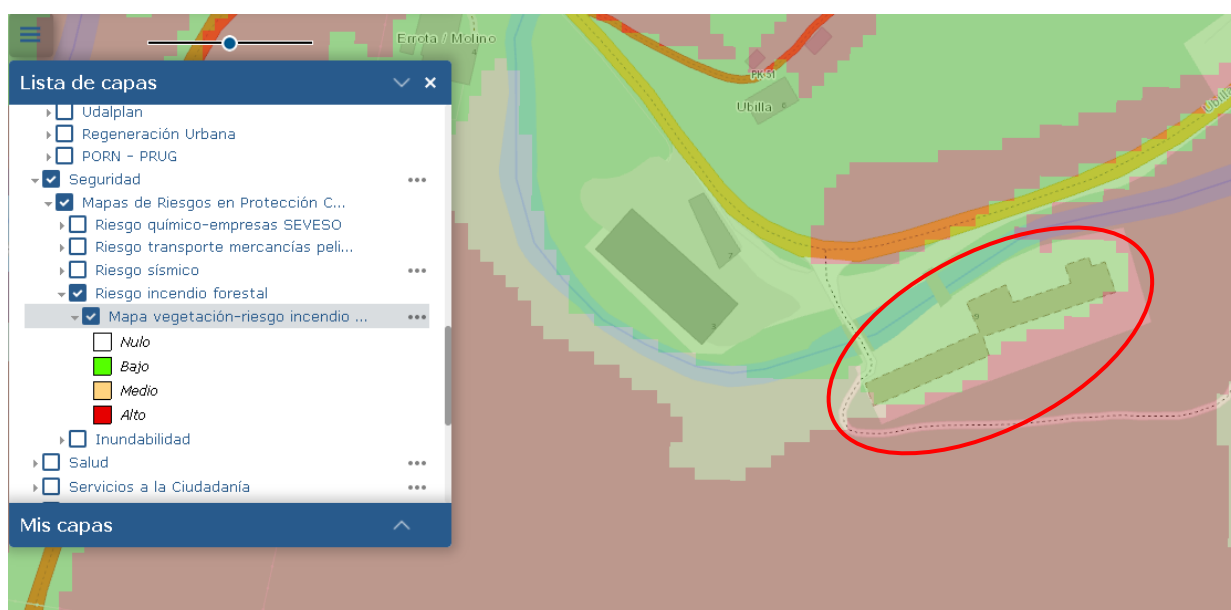 Errota / Molino
PK-51
Ubilla
Lista de capas
Udalplan
Regeneración Urbana
PORN - PRUG
Seguridad
Mapas de Riesgos en Protección C...
Riesgo químico-empresas SEVESO
Riesgo transporte mercancías peli...
Riesgo sísmico
Riesgo incendio forestal
Mapa vegetación-riesgo incendio ...
Nulo
Bajo
Medio
Alto
Inundabilidad
Salud
Servicios a la Ciudadanía
Mis capas